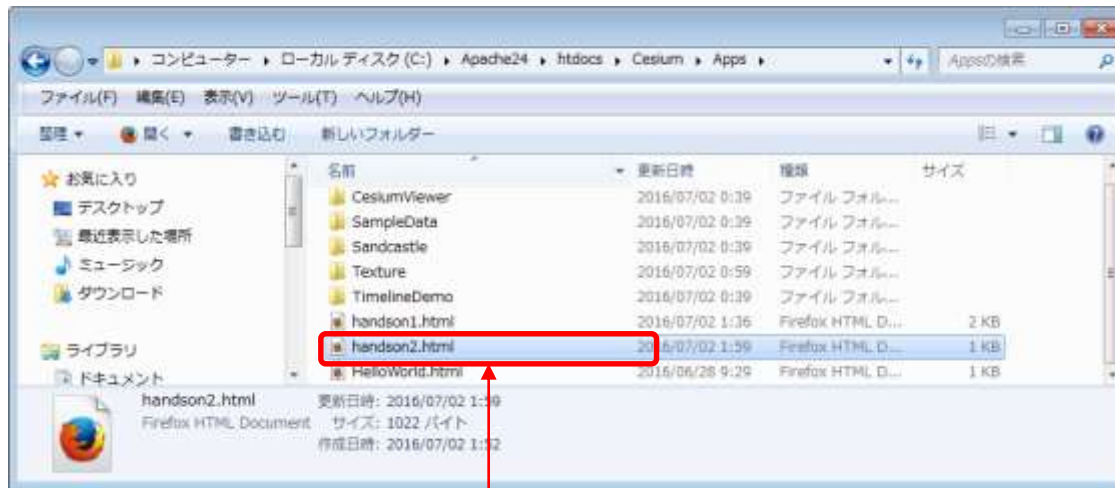 コンピューター ▸ ローカル ディスク (C:) ▸ Apache24 ▸ htdocs ▸ Cesium ▸ Apps ▸
Appsの検索
ファイル(F) 編集(E) 表示(V) ツール(T) ヘルプ(H)
整理 開く 書き込む 新しいフォルダー
名前 更新日時 種類 サイズ
お気に入り
デスクトップ
最近表示した場所
ミュージック
ダウンロード
ライブラリ
ドキュメント
CesiumViewer 2016/07/02 0:39 ファイル フォル...
SampleData 2016/07/02 0:39 ファイル フォル...
Sandcastle 2016/07/02 0:39 ファイル フォル...
Texture 2016/07/02 0:59 ファイル フォル...
TimelineDemo 2016/07/02 0:39 ファイル フォル...
handson1.html 2016/07/02 1:36 Firefox HTML D... 2 KB
handson2.html 2016/07/02 1:59 Firefox HTML D... 1 KB
HelloWorld.html 2016/06/28 9:29 Firefox HTML D... 1 KB
handson2.html 更新日時: 2016/07/02 1:59
Firefox HTML Document サイズ: 1022 バイト
作成日時: 2016/07/02 1:52